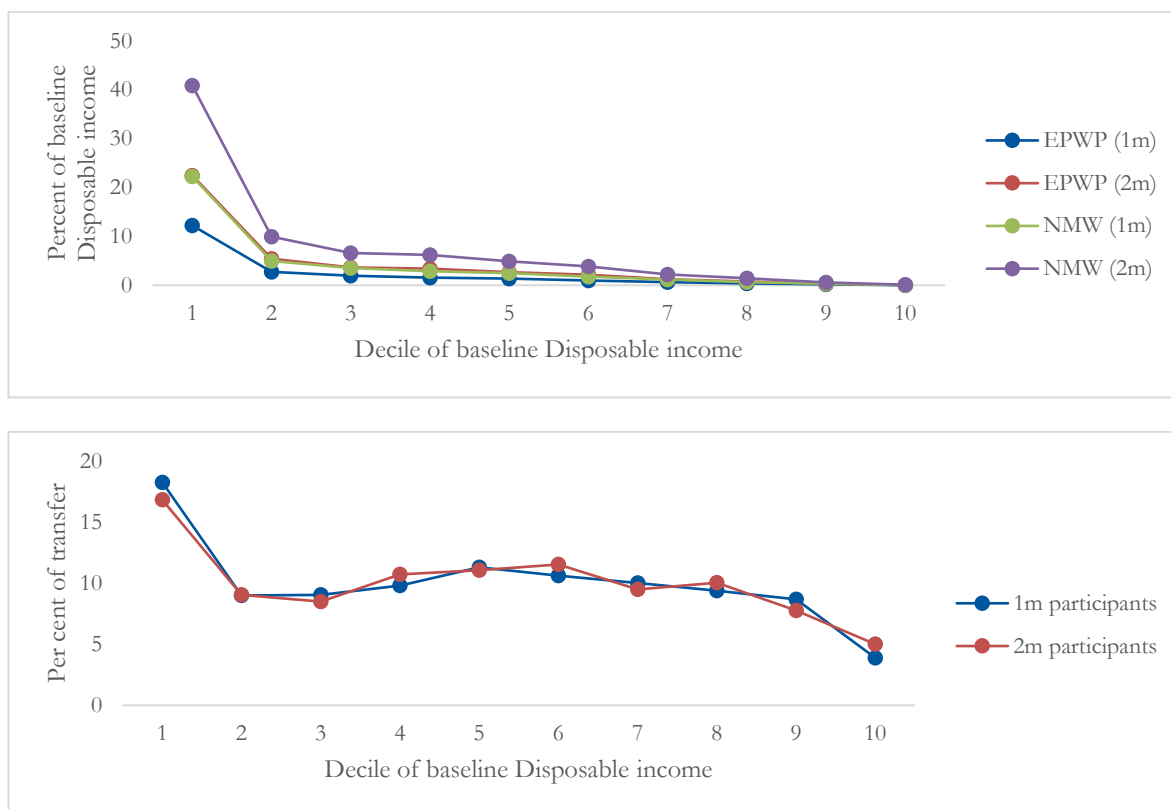 50
40
30
20
10
0
Percent of baseline
Disposable income
1 2 3 4 5 6 7 8 9 10
Decile of baseline Disposable income
EPWP (1m)
EPWP (2m)
NMW (1m)
NMW (2m)
20
15
10
5
0
Per cent of transfer
1 2 3 4 5 6 7 8 9 10
Decile of baseline Disposable income
1m participants
2m participants